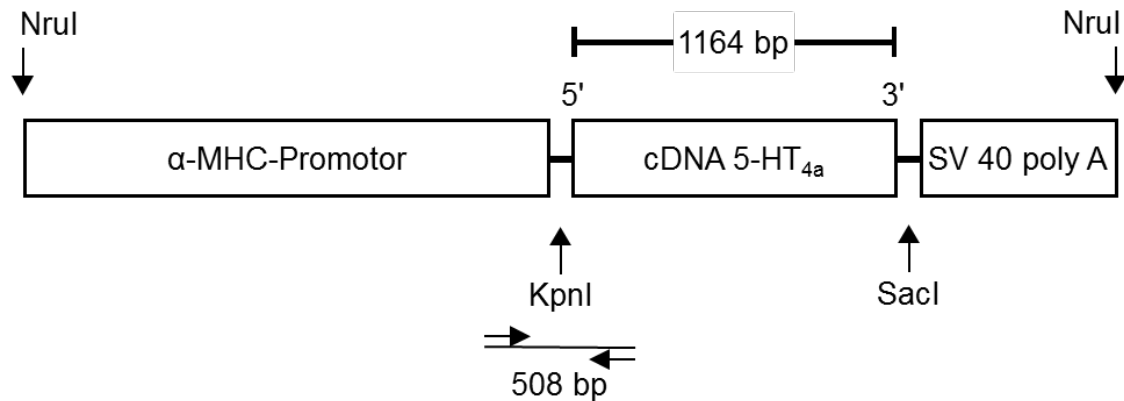 NruI
1164 bp
NruI
5'
3'
α-MHC-Promotor
cDNA 5-HT4a
SV 40 poly A
KpnI
SacI
508 bp